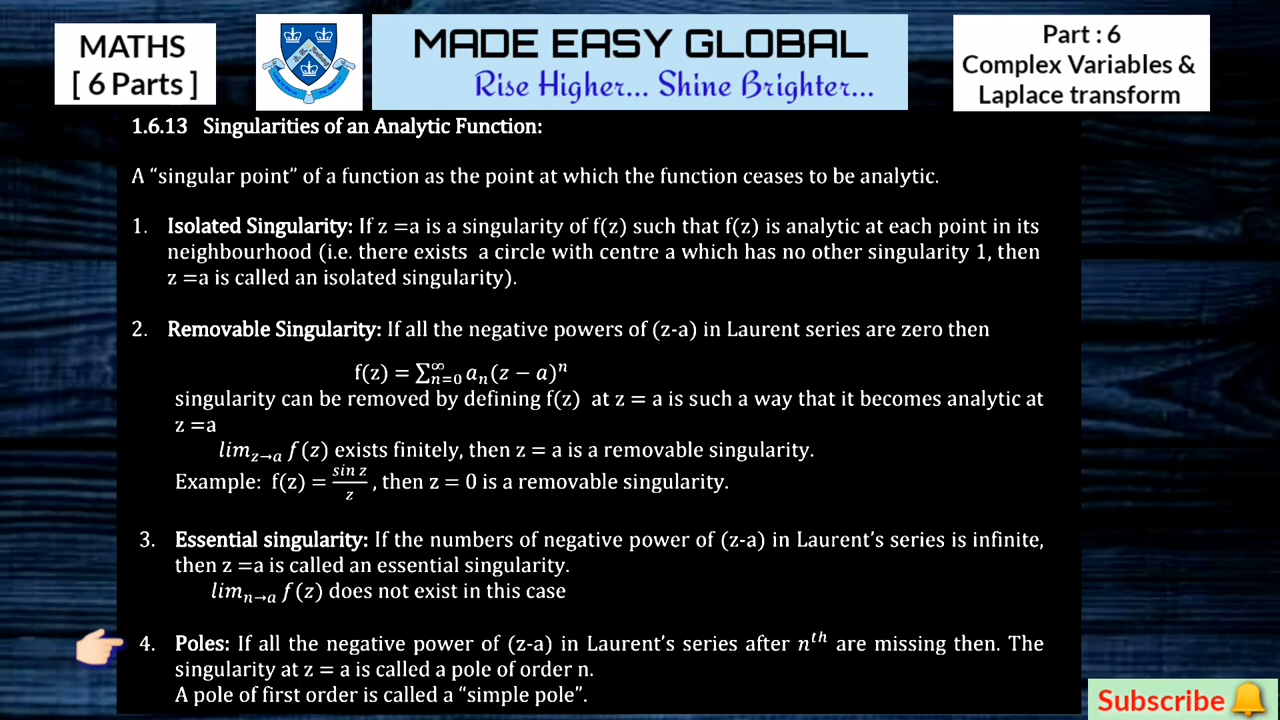 MATHS
[ 6 Parts ]
MADE EASY GLOBAL
Rise Higher... Shine Brighter...
Part : 6
Complex Variables &
Laplace transform
1.6.13 Singularities of an Analytic Function:
A “singular point” of a function as the point at which the function ceases to be analytic.
1. Isolated Singularity: If z =a is a singularity of f(z) such that f(z) is analytic at each point in its
neighbourhood (i.e. there exists a circle with centre a which has no other singularity 1, then
z =a is called an isolated singularity).
2. Removable Singularity: If all the negative powers of (z-a) in Laurent series are zero then
f(z) = ∑_{n=0}^{∞} a_n (z − a)^n
singularity can be removed by defining f(z) at z = a is such a way that it becomes analytic at
z =a
lim_{z→a} f(z) exists finitely, then z = a is a removable singularity.
Example: f(z) = sin z / z , then z = 0 is a removable singularity.
3. Essential singularity: If the numbers of negative power of (z-a) in Laurent’s series is infinite,
then z =a is called an essential singularity.
lim_{n→a} f(z) does not exist in this case
4. Poles: If all the negative power of (z-a) in Laurent’s series after n^{th} are missing then. The
singularity at z = a is called a pole of order n.
A pole of first order is called a “simple pole”.
Subscribe